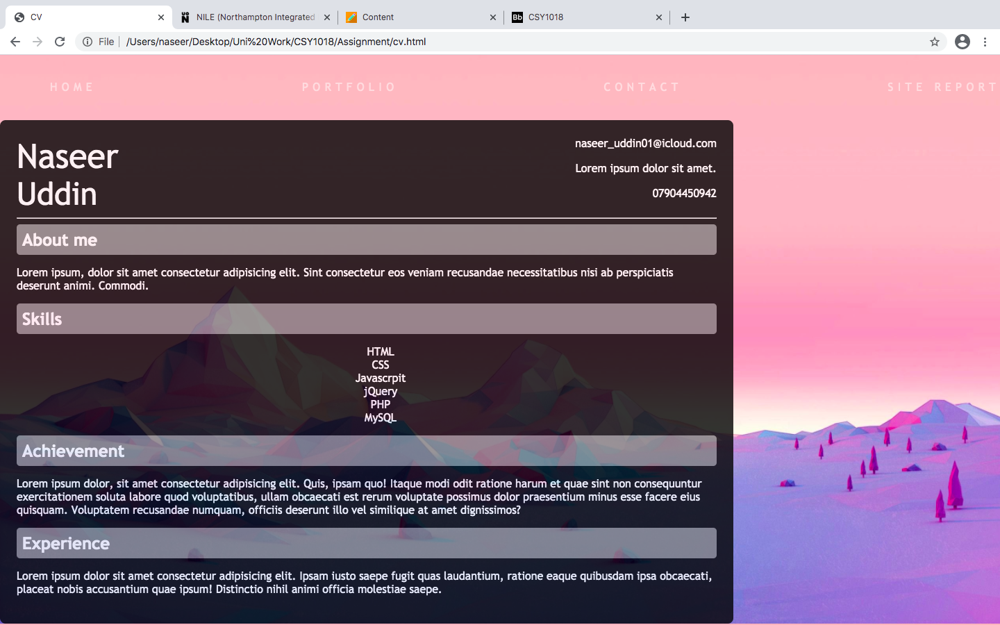 CV
NILE (Northampton Integrated
Content
Bb CSY1018
File /Users/naseer/Desktop/Uni%20Work/CSY1018/Assignment/cv.html
HOME PORTFOLIO CONTACT SITE REPORT
Naseer
Uddin
naseer_uddin01@icloud.com
Lorem ipsum dolor sit amet.
07904450942
About me
Lorem ipsum, dolor sit amet consectetur adipisicing elit. Sint consectetur eos veniam recusandae necessitatibus nisi ab perspiciatis
deserunt animi. Commodi.
Skills
HTML
CSS
Javascrpit
jQuery
PHP
MySQL
Achievement
Lorem ipsum dolor, sit amet consectetur adipisicing elit. Quis, ipsam quo! Itaque modi odit ratione harum et quae sint non consequuntur
exercitationem soluta labore quod voluptatibus, ullam obcaecati est rerum voluptate possimus dolor praesentium minus esse facere eius
quisquam. Voluptatem recusandae numquam, officiis deserunt illo vel similique at amet dignissimos?
Experience
Lorem ipsum dolor sit amet consectetur adipisicing elit. Ipsam iusto saepe fugit quas laudantium, ratione eaque quibusdam ipsa obcaecati,
placeat nobis accusantium quae ipsum! Distinctio nihil animi officia molestiae saepe.